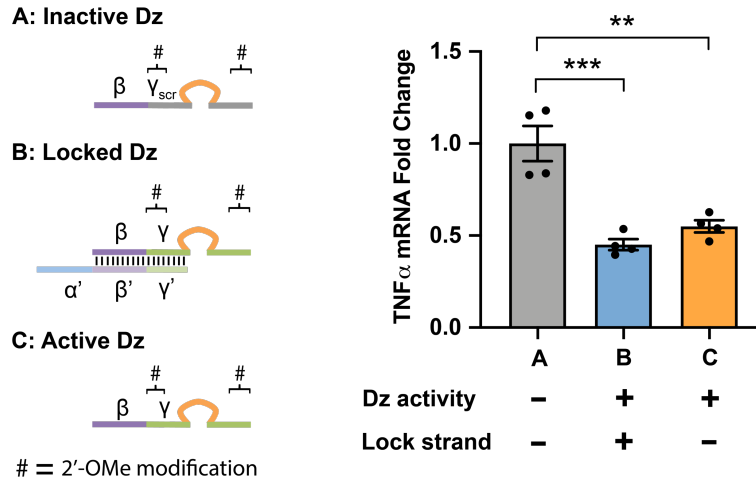 A: Inactive Dz
#
#
β
γscr
B: Locked Dz
#
#
β
γ
α’
β’
γ’
C: Active Dz
#
#
β
γ
# = 2’-OMe modification
**
***
TNFα mRNA Fold Change
1.5
1.0
0.5
0.0
A B C
Dz activity − + +
Lock strand − + −